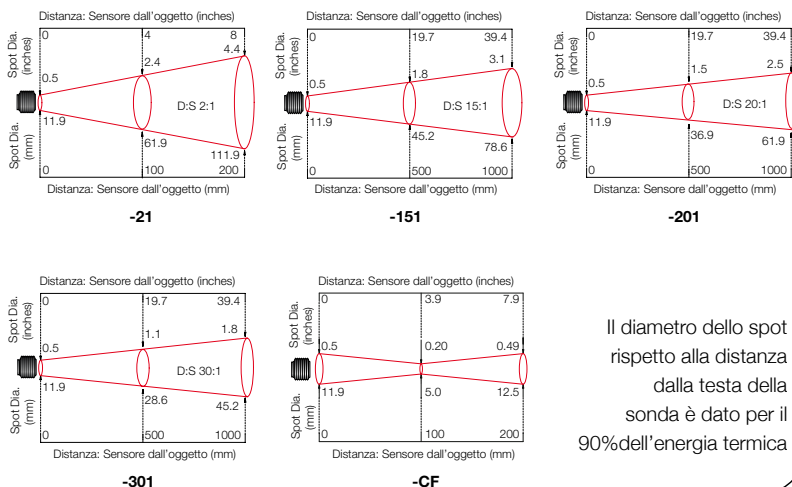 Distanza: Sensore dall'oggetto (inches)
Spot Dia. (inches)
0 4 8
0.5 2.4 4.4
D:S 2:1
11.9 61.9 111.9
Spot Dia. (mm)
0 100 200
Distanza: Sensore dall'oggetto (mm)
-21
Distanza: Sensore dall'oggetto (inches)
Spot Dia. (inches)
0 19.7 39.4
0.5 1.8 3.1
D:S 15:1
11.9 45.2 78.6
Spot Dia. (mm)
0 500 1000
Distanza: Sensore dall'oggetto (mm)
-151
Distanza: Sensore dall'oggetto (inches)
Spot Dia. (inches)
0 19.7 39.4
0.5 1.5 2.5
D:S 20:1
11.9 36.9 61.9
Spot Dia. (mm)
0 500 1000
Distanza: Sensore dall'oggetto (mm)
-201
Distanza: Sensore dall'oggetto (inches)
Spot Dia. (inches)
0 19.7 39.4
0.5 1.1 1.8
D:S 30:1
11.9 28.6 45.2
Spot Dia. (mm)
0 500 1000
Distanza: Sensore dall'oggetto (mm)
-301
Distanza: Sensore dall'oggetto (inches)
Spot Dia. (inches)
0 3.9 7.9
0.5 0.20 0.49
11.9 5.0 12.5
Spot Dia. (mm)
0 100 200
Distanza: Sensore dall'oggetto (mm)
-CF
Il diametro dello spot
rispetto alla distanza
dalla testa della
sonda è dato per il
90%dell'energia termica